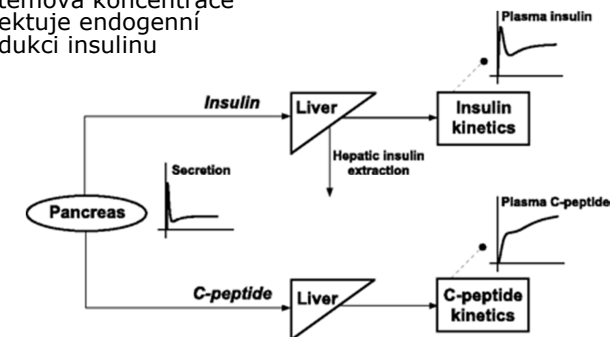 témová koncentrace
ektuje endogenní
dukci insulinu
Plasma insulin
Insulin
Liver
Insulin
kinetics
Hepatic insulin
extraction
Secretion
Pancreas
Plasma C-peptide
C-peptide
Liver
C-peptide
kinetics